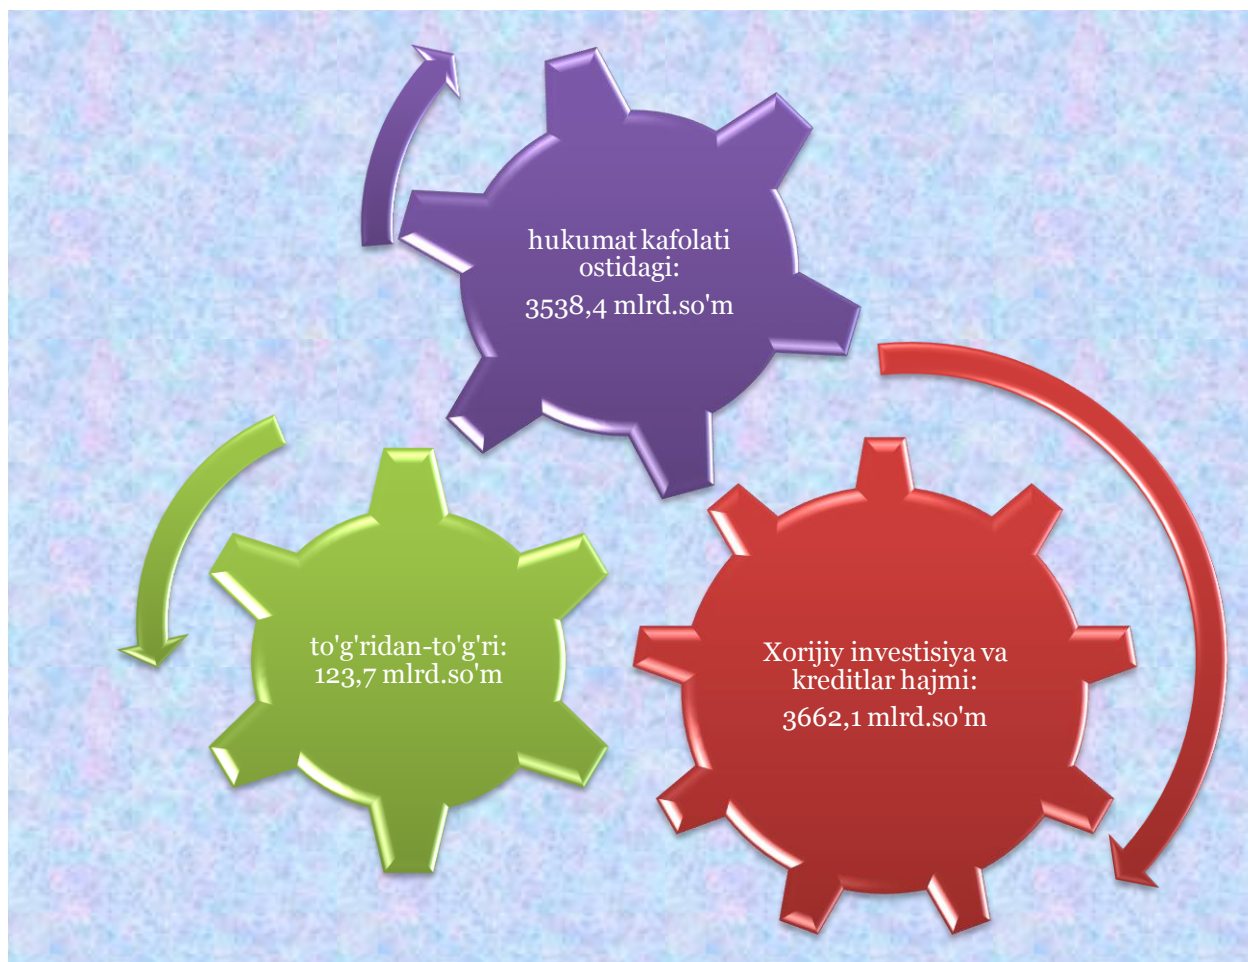 hukumat kafolati
ostidagi:
3538,4 mlrd.so'm
to'g'ridan-to'g'ri:
123,7 mlrd.so'm
Xorijiy investisiya va
kreditlar hajmi:
3662,1 mlrd.so'm